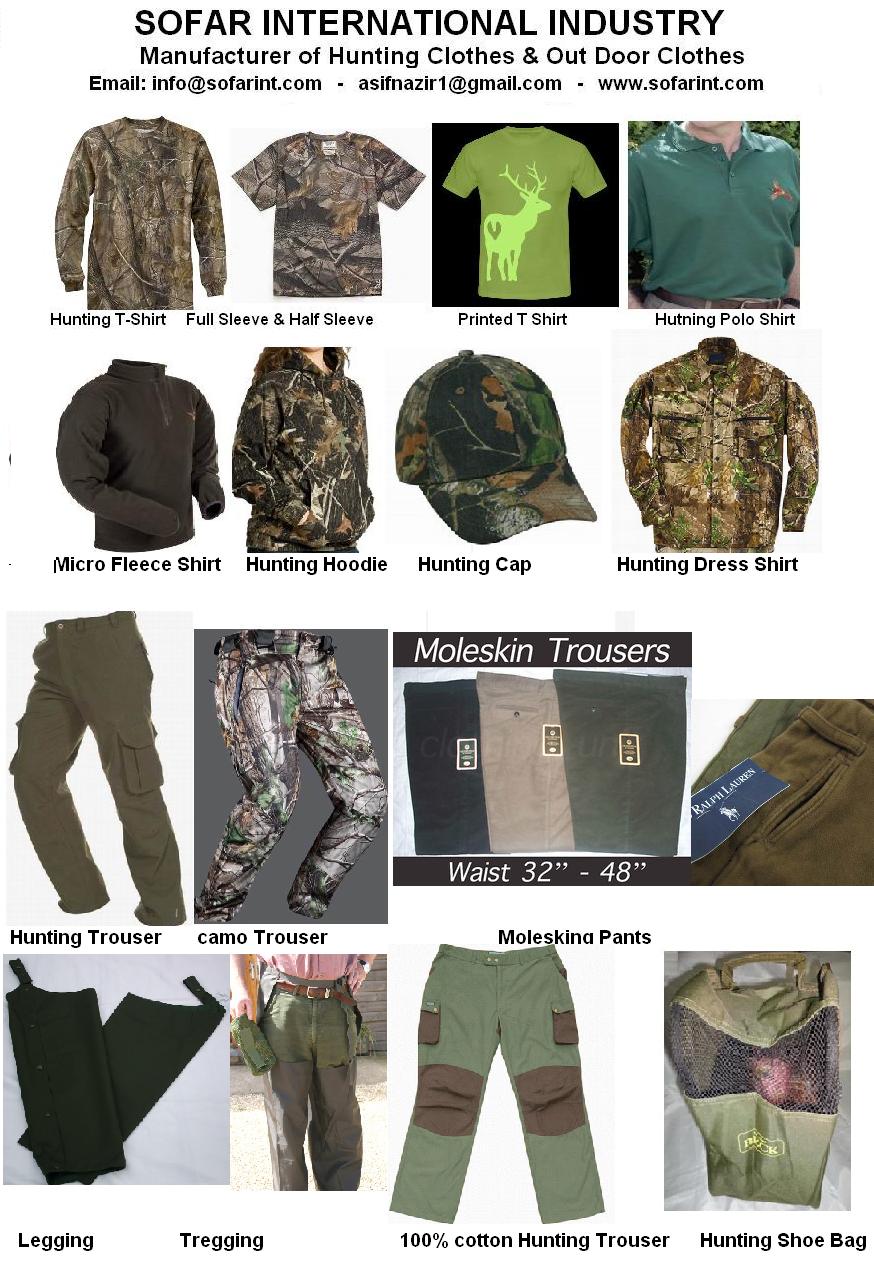 SOFAR INTERNATIONAL INDUSTRY
Manufacturer of Hunting Clothes & Out Door Clothes
Email: info@sofarint.com - asifnazir1@gmail.com - www.sofarint.com
Hunting T-Shirt Full Sleeve & Half Sleeve Printed T Shirt Hutning Polo Shirt
Micro Fleece Shirt Hunting Hoodie Hunting Cap Hunting Dress Shirt
Moleskin Trousers
RALPH LAUREN
Waist 32” - 48”
Hunting Trouser camo Trouser Molesking Pants
Legging Tregging 100% cotton Hunting Trouser Hunting Shoe Bag